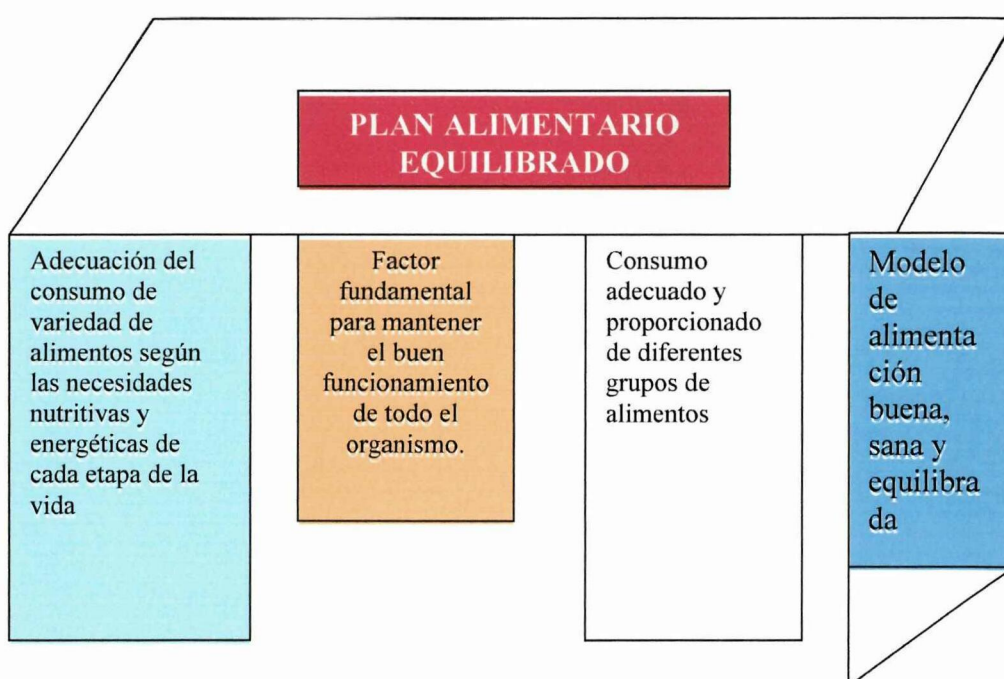 PLAN ALIMENTARIO
EQUILIBRADO
Adecuación del
consumo de
variedad de
alimentos según
las necesidades
nutritivas y
energéticas de
cada etapa de la
vida
Factor
fundamental
para mantener
el buen
funcionamiento
de todo el
organismo.
Consumo
adecuado y
proporcionado
de diferentes
grupos de
alimentos
Modelo
de
alimenta
ción
buena,
sana y
equilibra
da